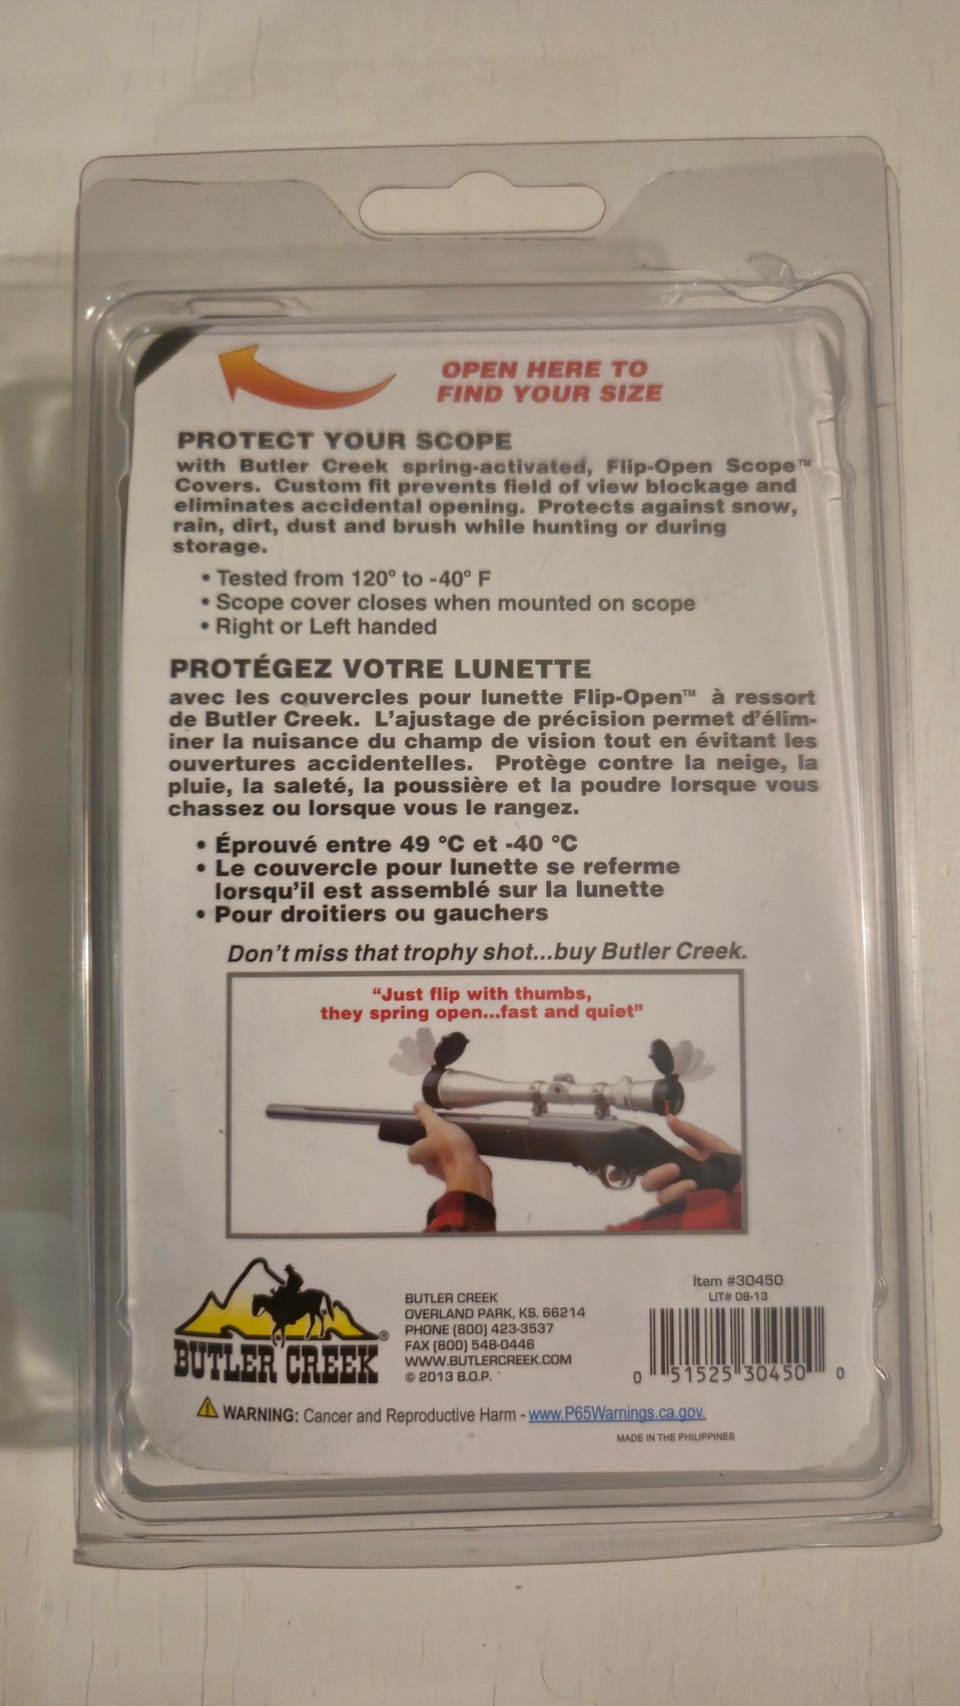 OPEN HERE TO
FIND YOUR SIZE
PROTECT YOUR SCOPE
with Butler Creek spring-activated, Flip-Open Scope™
Covers. Custom fit prevents field of view blockage and
eliminates accidental opening. Protects against snow,
rain, dirt, dust and brush while hunting or during
storage.
• Tested from 120° to -40° F
• Scope cover closes when mounted on scope
• Right or Left handed
PROTÉGEZ VOTRE LUNETTE
avec les couvercles pour lunette Flip-Open™ à ressort
de Butler Creek. L'ajustage de précision permet d'élim-
iner la nuisance du champ de vision tout en évitant les
ouvertures accidentelles. Protège contre la neige, la
pluie, la saleté, la poussière et la poudre lorsque vous
chassez ou lorsque vous le rangez.
• Éprouvé entre 49 °C et -40 °C
• Le couvercle pour lunette se referme
lorsqu'il est assemblé sur la lunette
• Pour droitiers ou gauchers
Don't miss that trophy shot...buy Butler Creek.
"Just flip with thumbs,
they spring open...fast and quiet"
BUTLER CREEK®
BUTLER CREEK
OVERLAND PARK, KS. 66214
PHONE (800) 423-3537
FAX (800) 548-0446
WWW.BUTLERCREEK.COM
© 2013 B.O.P.
Item #30450
LIT# 08-13
0 51525 30450 0
WARNING: Cancer and Reproductive Harm - www.P65Warnings.ca.gov.
MADE IN THE PHILIPPINES